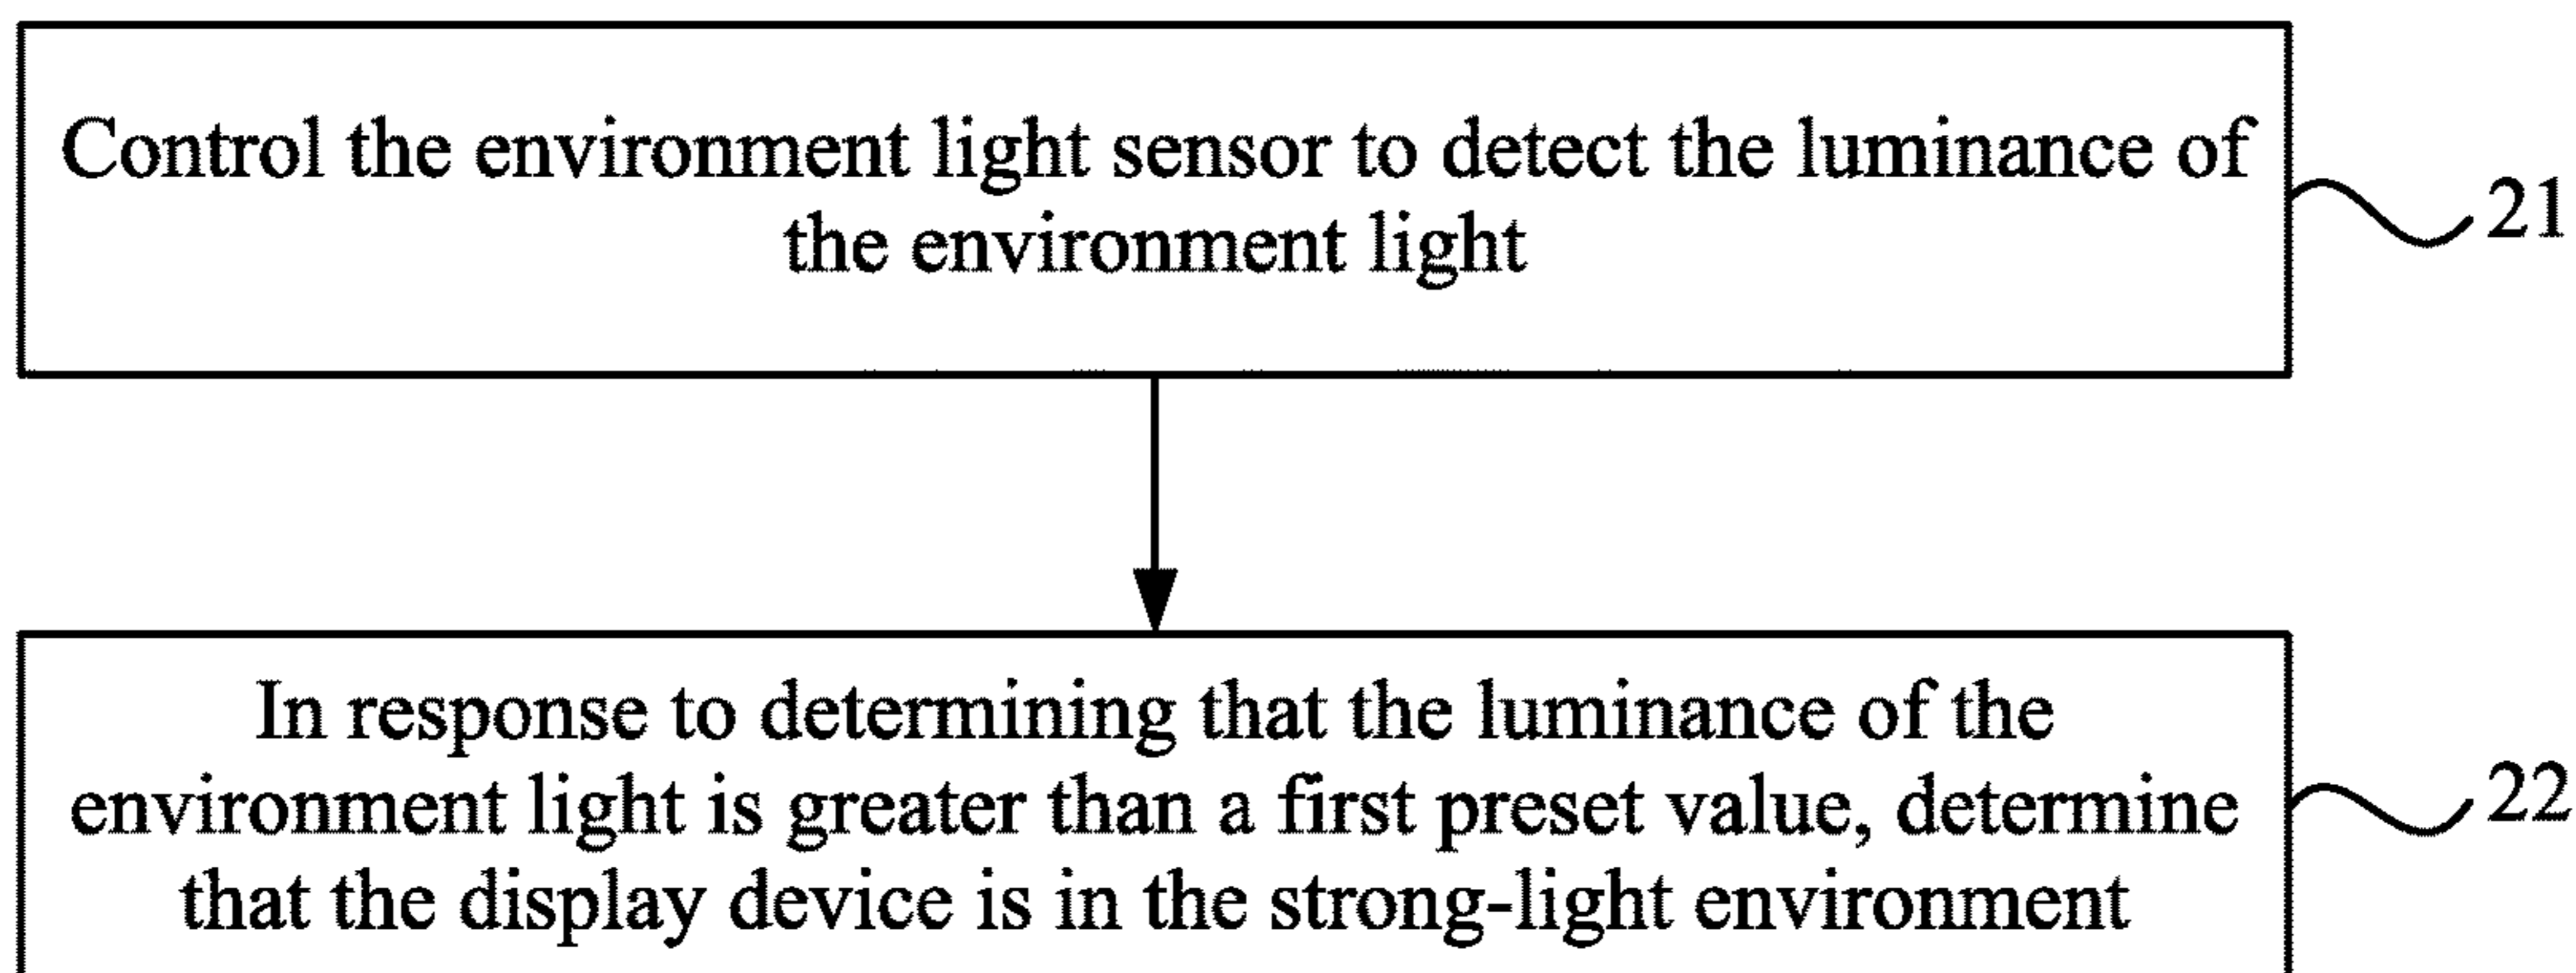 Control the environment light sensor to detect the luminance of
the environment light
21
In response to determining that the luminance of the
environment light is greater than a first preset value, determine
that the display device is in the strong-light environment
22